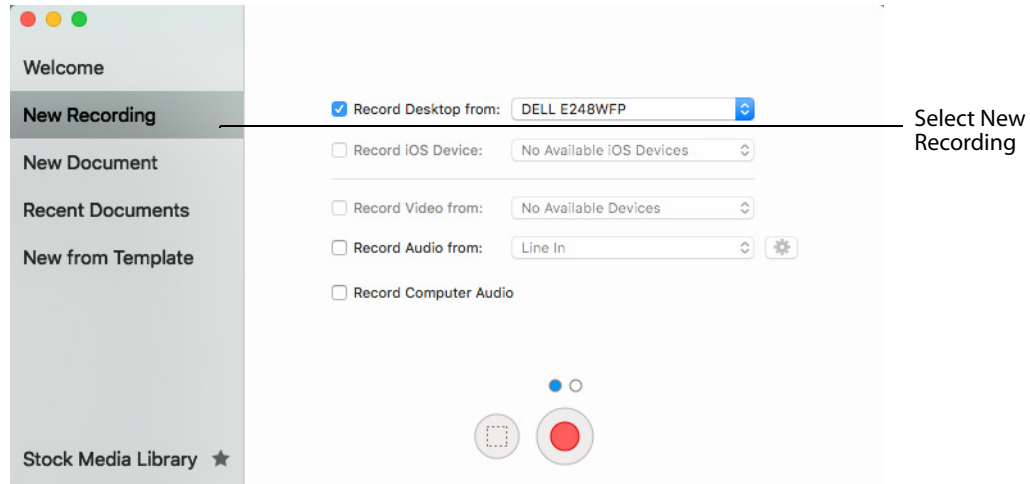 Welcome
New Recording
New Document
Recent Documents
New from Template
Stock Media Library
Record Desktop from: DELL E248WFP
Record iOS Device: No Available iOS Devices
Record Video from: No Available Devices
Record Audio from: Line In
Record Computer Audio
Select New
Recording